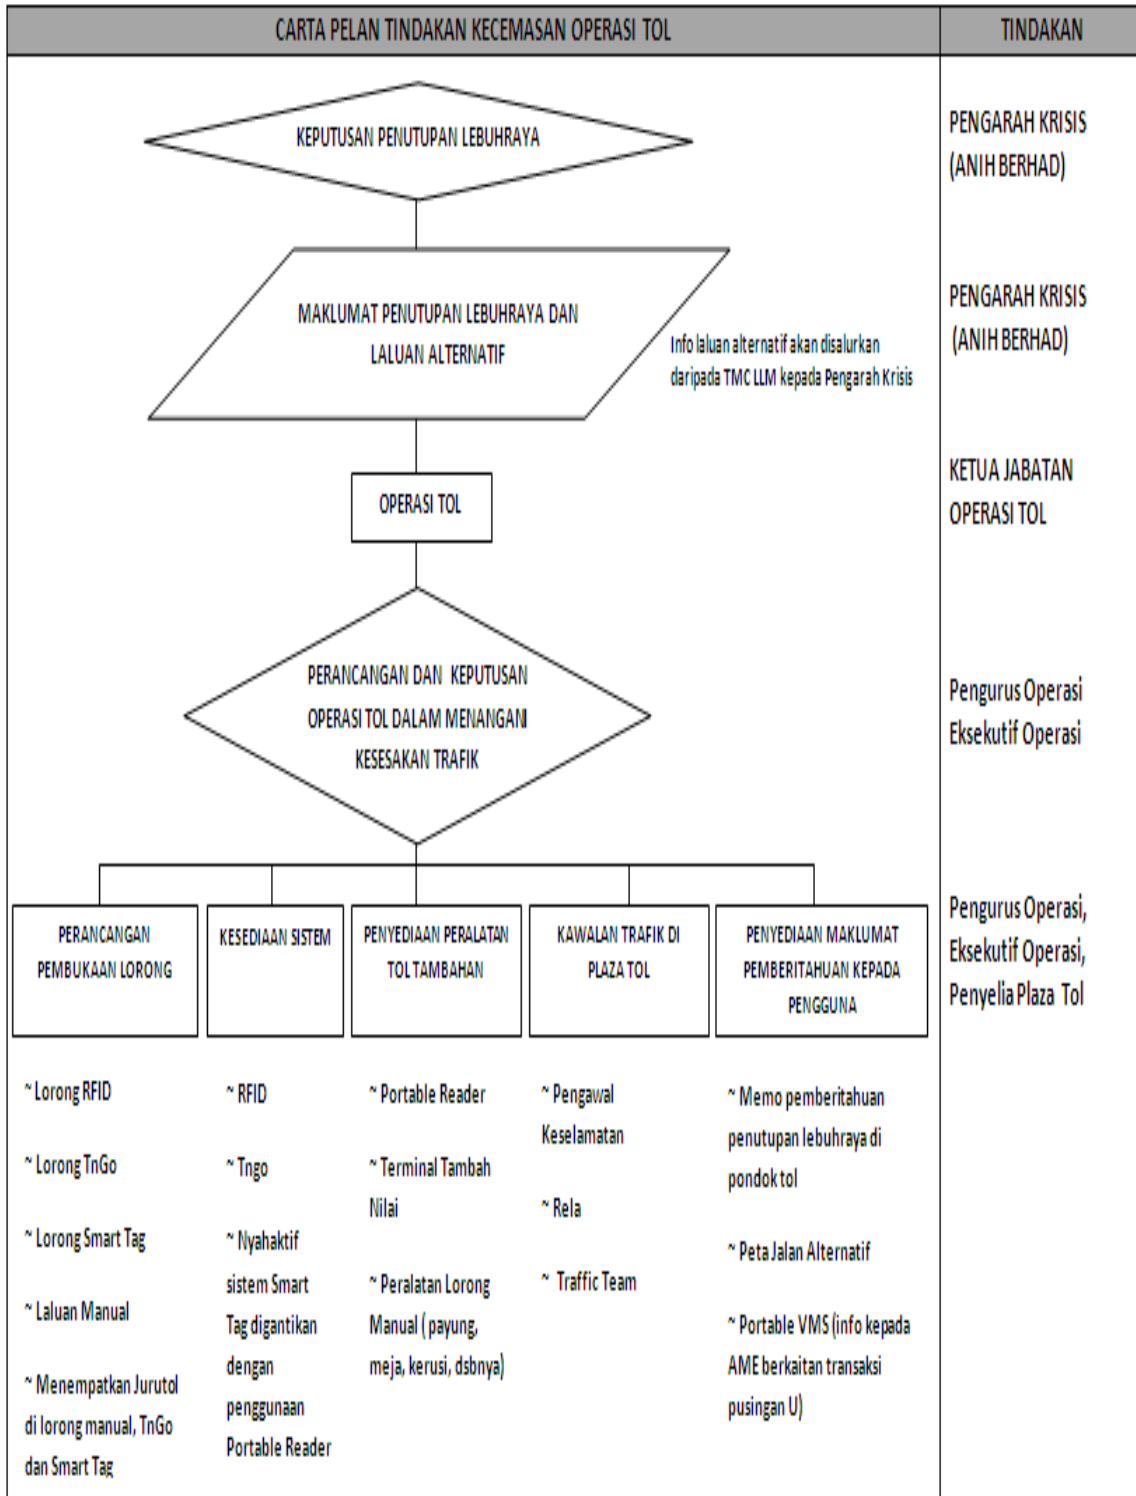 CARTA PELAN TINDAKAN KECEMASAN OPERASI TOL
TINDAKAN
KEPUTUSAN PENUTUPAN LEBUHRAYA
PENGARAH KRISIS
(ANIH BERHAD)
MAKLUMAT PENUTUPAN LEBUHRAYA DAN
LALUAN ALTERNATIF
Info laluan alternatif akan disalurkan
daripada TMC LLM kepada Pengarah Krisis
PENGARAH KRISIS
(ANIH BERHAD)
OPERASI TOL
KETUA JABATAN
OPERASI TOL
PERANCANGAN DAN KEPUTUSAN
OPERASI TOL DALAM MENANGANI
KESESAKAN TRAFIK
Pengurus Operasi
Eksekutif Operasi
PERANCANGAN
PEMBUKAAN LORONG
KESEDIAAN SISTEM
PENYEDIAAN PERALATAN
TOL TAMBAHAN
KAWALAN TRAFIK DI
PLAZA TOL
PENYEDIAAN MAKLUMAT
PEMBERITAHUAN KEPADA
PENGGUNA
Pengurus Operasi,
Eksekutif Operasi,
Penyelia Plaza Tol
~ Lorong RFID
~ Lorong TnGo
~ Lorong Smart Tag
~ Laluan Manual
~ Menempatkan Jurutol
di lorong manual, TnGo
dan Smart Tag
~ RFID
~ Tngo
~ Nyahaktif
sistem Smart
Tag digantikan
dengan
penggunaan
Portable Reader
~ Portable Reader
~ Terminal Tambah
Nilai
~ Peralatan Lorong
Manual ( payung,
meja, kerusi, dsbnya)
~ Pengawal
Keselamatan
~ Rela
~ Traffic Team
~ Memo pemberitahuan
penutupan lebuhraya di
pondok tol
~ Peta Jalan Alternatif
~ Portable VMS (info kepada
AME berkaitan transaksi
pusingan U)